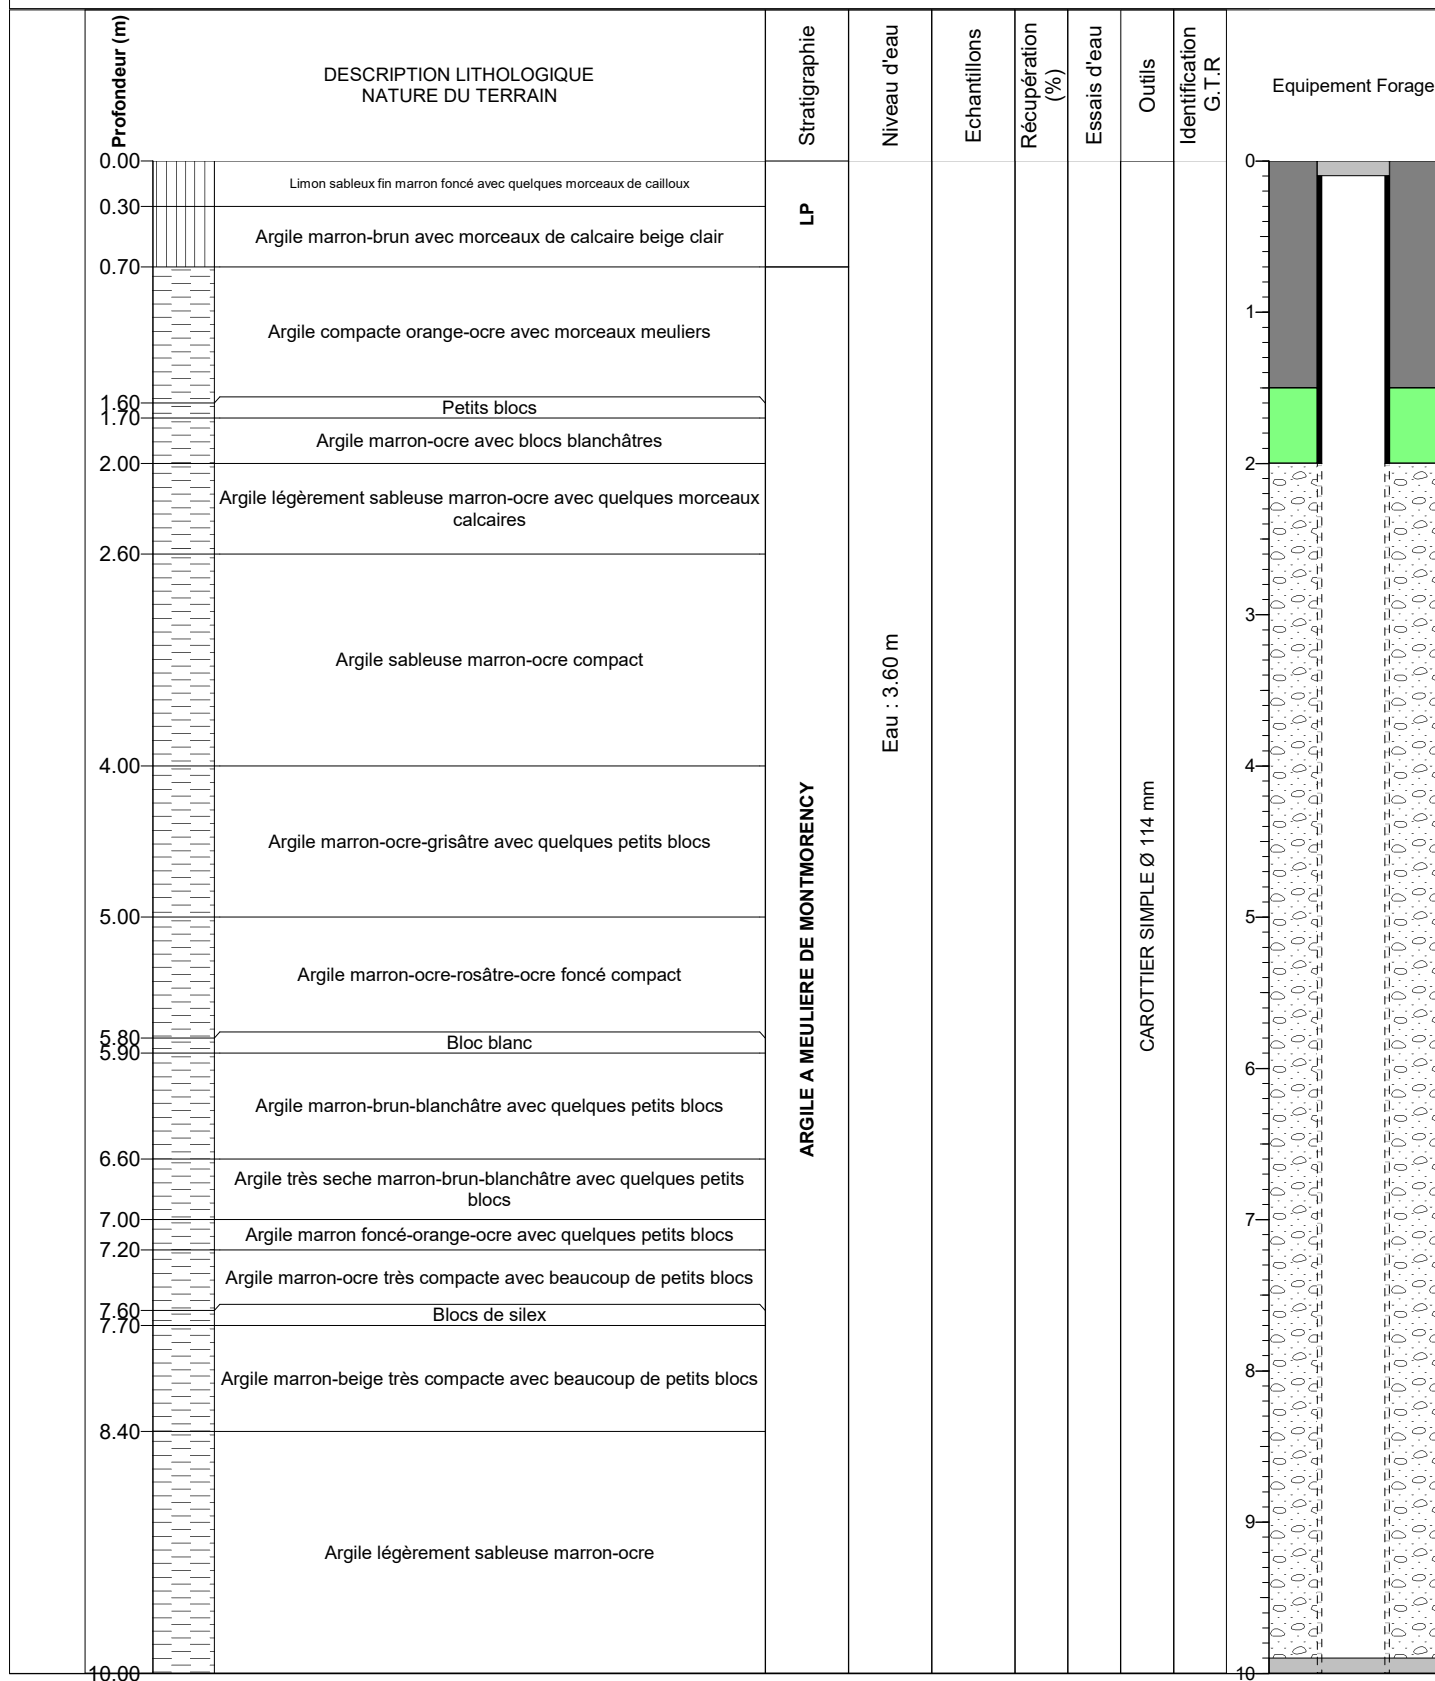 Profondeur (m)
DESCRIPTION LITHOLOGIQUE
NATURE DU TERRAIN
Stratigraphie
Niveau d'eau
Echantillons
Récupération
(%)
Essais d'eau
Outils
Identification
G.T.R
Equipement Forage
0.00
Limon sableux fin marron foncé avec quelques morceaux de cailloux
0.30
Argile marron-brun avec morceaux de calcaire beige clair
0.70
LP
Argile compacte orange-ocre avec morceaux meuliers
1.60
Petits blocs
1.70
Argile marron-ocre avec blocs blanchâtres
2.00
Argile légèrement sableuse marron-ocre avec quelques morceaux
calcaires
2.60
Argile sableuse marron-ocre compact
4.00
Argile marron-ocre-grisâtre avec quelques petits blocs
5.00
Argile marron-ocre-rosâtre-ocre foncé compact
5.80
Bloc blanc
5.90
Argile marron-brun-blanchâtre avec quelques petits blocs
6.60
Argile très seche marron-brun-blanchâtre avec quelques petits
blocs
7.00
Argile marron foncé-orange-ocre avec quelques petits blocs
7.20
Argile marron-ocre très compacte avec beaucoup de petits blocs
7.60
Blocs de silex
7.70
Argile marron-beige très compacte avec beaucoup de petits blocs
8.40
Argile légèrement sableuse marron-ocre
10.00
ARGILE A MEULIERE DE MONTMORENCY
Eau : 3.60 m
CAROTTIER SIMPLE Ø 114 mm
0
1
2
3
4
5
6
7
8
9
10